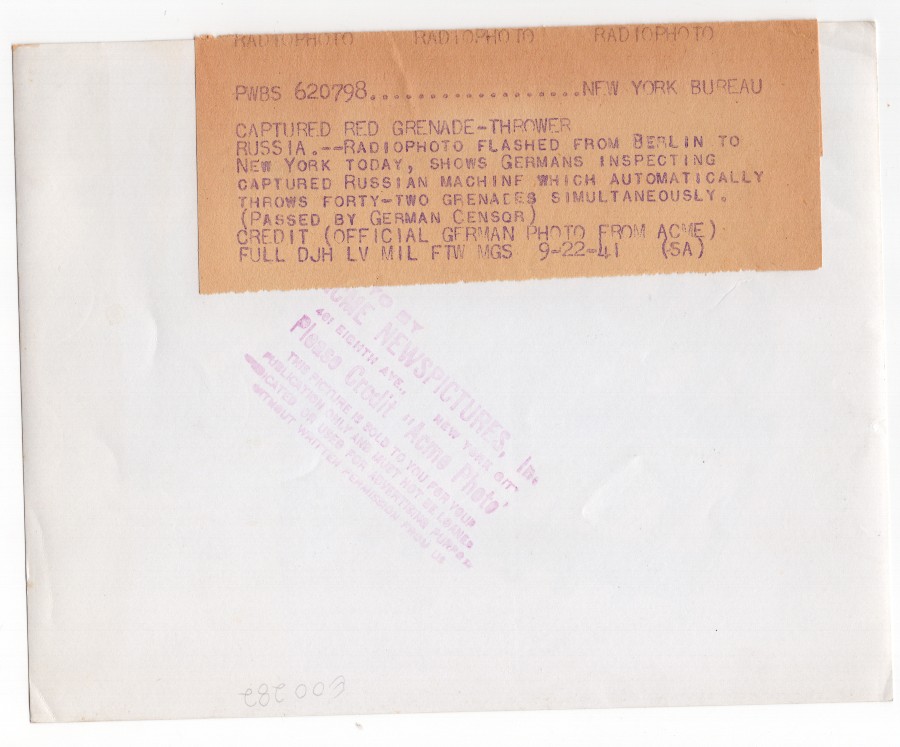 RADIOPHOTO RADIOPHOTO RADIOPHOTO
PWBS 620798...................NEW YORK BUREAU
CAPTURED RED GRENADE-THROWER
RUSSIA.--RADIOPHOTO FLASHED FROM BERLIN TO
NEW YORK TODAY, SHOWS GERMANS INSPECTING
CAPTURED RUSSIAN MACHINE WHICH AUTOMATICALLY
THROWS FORTY-TWO GRENADES SIMULTANEOUSLY.
(PASSED BY GERMAN CENSOR)
CREDIT (OFFICIAL GERMAN PHOTO FROM ACME)
FULL DJH LV MIL FTW MGS 9-22-41 (SA)
BY
ACME NEWSPICTURES, Inc
461 EIGHTH AVE., NEW YORK CITY
Please Credit "Acme Photo"
THIS PICTURE IS SOLD TO YOU FOR YOUR
PUBLICATION ONLY AND MUST NOT BE LOANED
OR USED FOR ADVERTISING
WITHOUT WRITTEN PERMISSION FROM US
282003